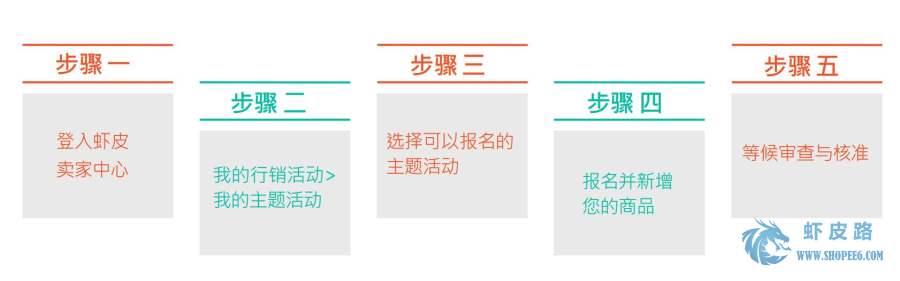 步骤 一
登入虾皮
卖家中心
步骤 二
我的行销活动>
我的主题活动
步骤 三
选择可以报名的
主题活动
步骤 四
报名并新增
您的商品
步骤 五
等候审查与核准
虾皮路
WWW.SHOPEE6.COM